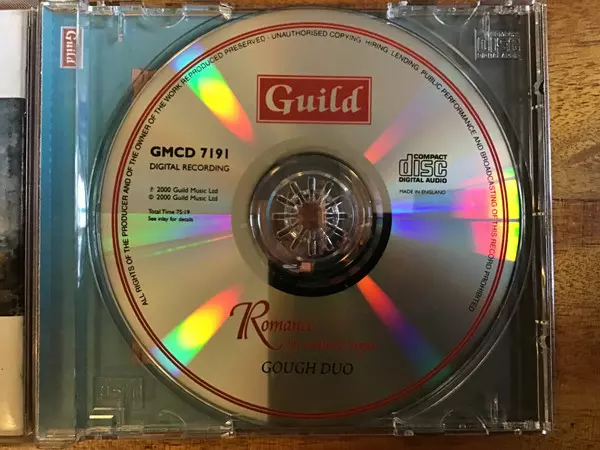 Guild
ALL RIGHTS OF THE PRODUCER AND OF THE OWNER OF THE WORK REPRODUCED RESERVED · UNAUTHORISED COPYING · HIRING · LENDING, PUBLIC PERFORMANCE AND BROADCASTING OF THIS RECORD PROHIBITED
Guild
GMCD 7191
DIGITAL RECORDING
℗ 2000 Guild Music Ltd
© 2000 Guild Music Ltd
Total Time 75:19
See inlay for details
COMPACT
disc
DIGITAL AUDIO
MADE IN ENGLAND
Romance
GOUGH DUO
disc
DIGITAL AUDIO